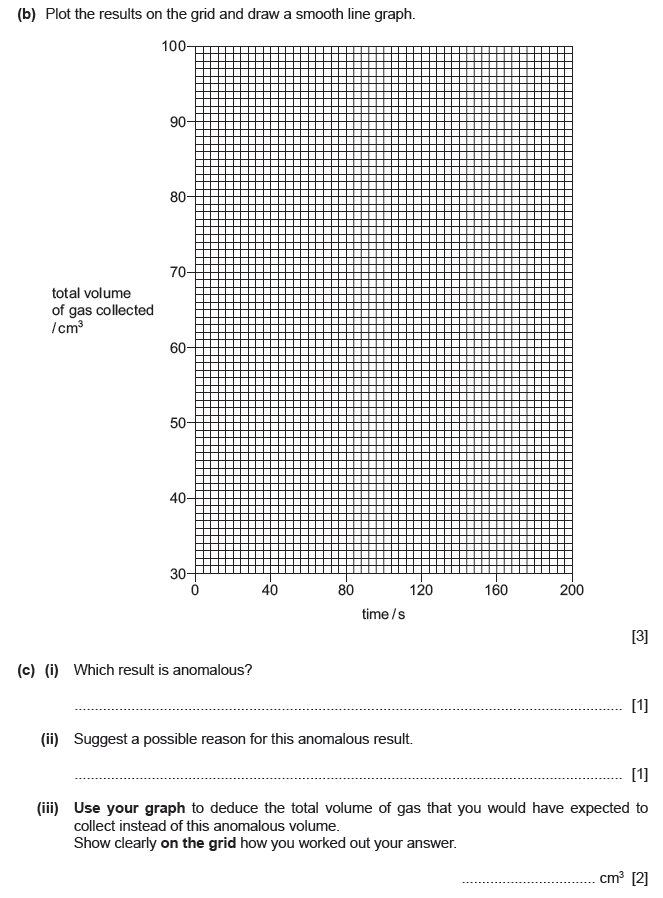 (b) Plot the results on the grid and draw a smooth line graph.
100
90
80
70
total volume
of gas collected
/ cm³
60
50
40
30
0 40 80 120 160 200
time / s
[3]
(c) (i) Which result is anomalous?
.............................................................................................................................. [1]
(ii) Suggest a possible reason for this anomalous result.
.............................................................................................................................. [1]
(iii) Use your graph to deduce the total volume of gas that you would have expected to
collect instead of this anomalous volume.
Show clearly on the grid how you worked out your answer.
................................. cm³ [2]